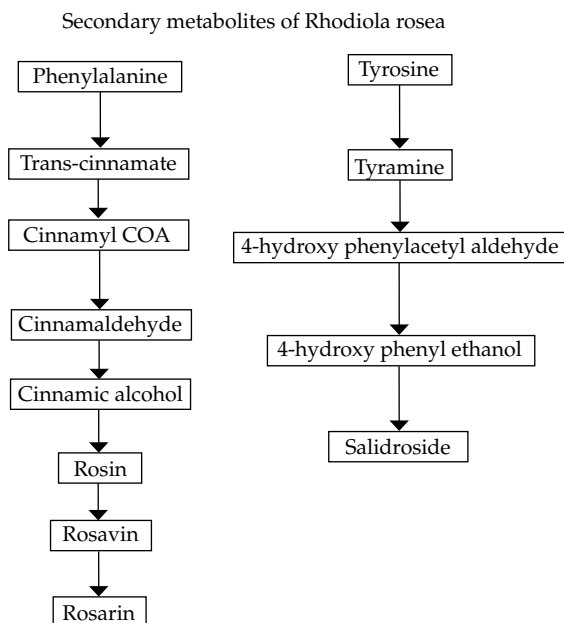 Secondary metabolites of Rhodiola rosea
Phenylalanine
Trans-cinnamate
Cinnamyl COA
Cinnamaldehyde
Cinnamic alcohol
Rosin
Rosavin
Rosarin
Tyrosine
Tyramine
4-hydroxy phenylacetyl aldehyde
4-hydroxy phenyl ethanol
Salidroside